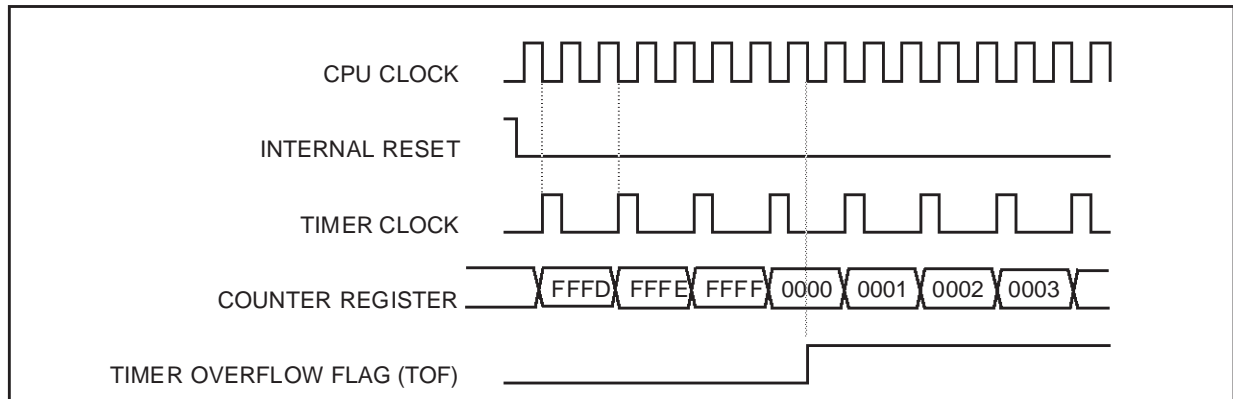 CPU CLOCK
INTERNAL RESET
TIMER CLOCK
COUNTER REGISTER FFFD FFFE FFFF 0000 0001 0002 0003
TIMER OVERFLOW FLAG (TOF)